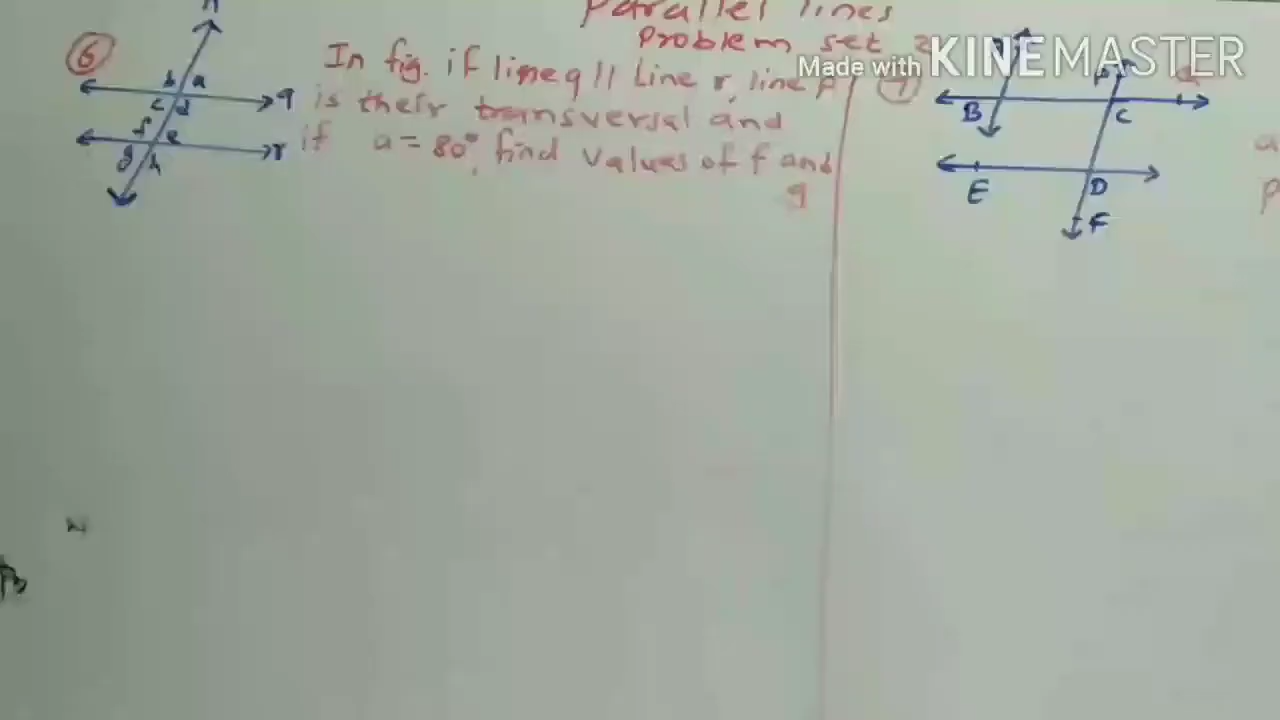 Parallel lines
Problem set 2
Made with KINEMASTER
6
In fig. if line q || Line r, line p
is their transversal and
if a = 80°, find values of f and
g
b a
c d
q
f e
g h
r
B
C
E
D
F